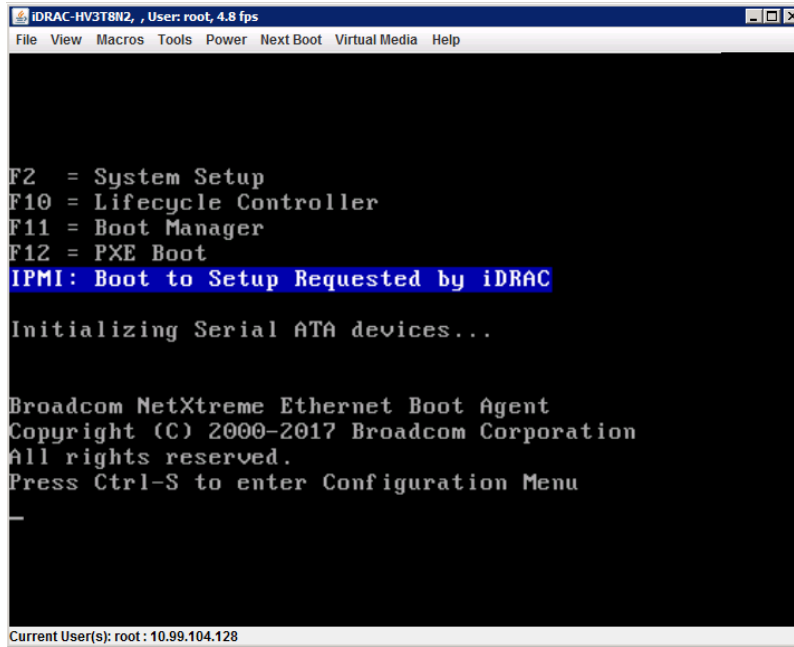 iDRAC-HV3T8N2, , User: root, 4.8 fps
File View Macros Tools Power Next Boot Virtual Media Help
F2 = System Setup
F10 = Lifecycle Controller
F11 = Boot Manager
F12 = PXE Boot
IPMI: Boot to Setup Requested by iDRAC
Initializing Serial ATA devices...
Broadcom NetXtreme Ethernet Boot Agent
Copyright (C) 2000-2017 Broadcom Corporation
All rights reserved.
Press Ctrl-S to enter Configuration Menu
Current User(s): root : 10.99.104.128